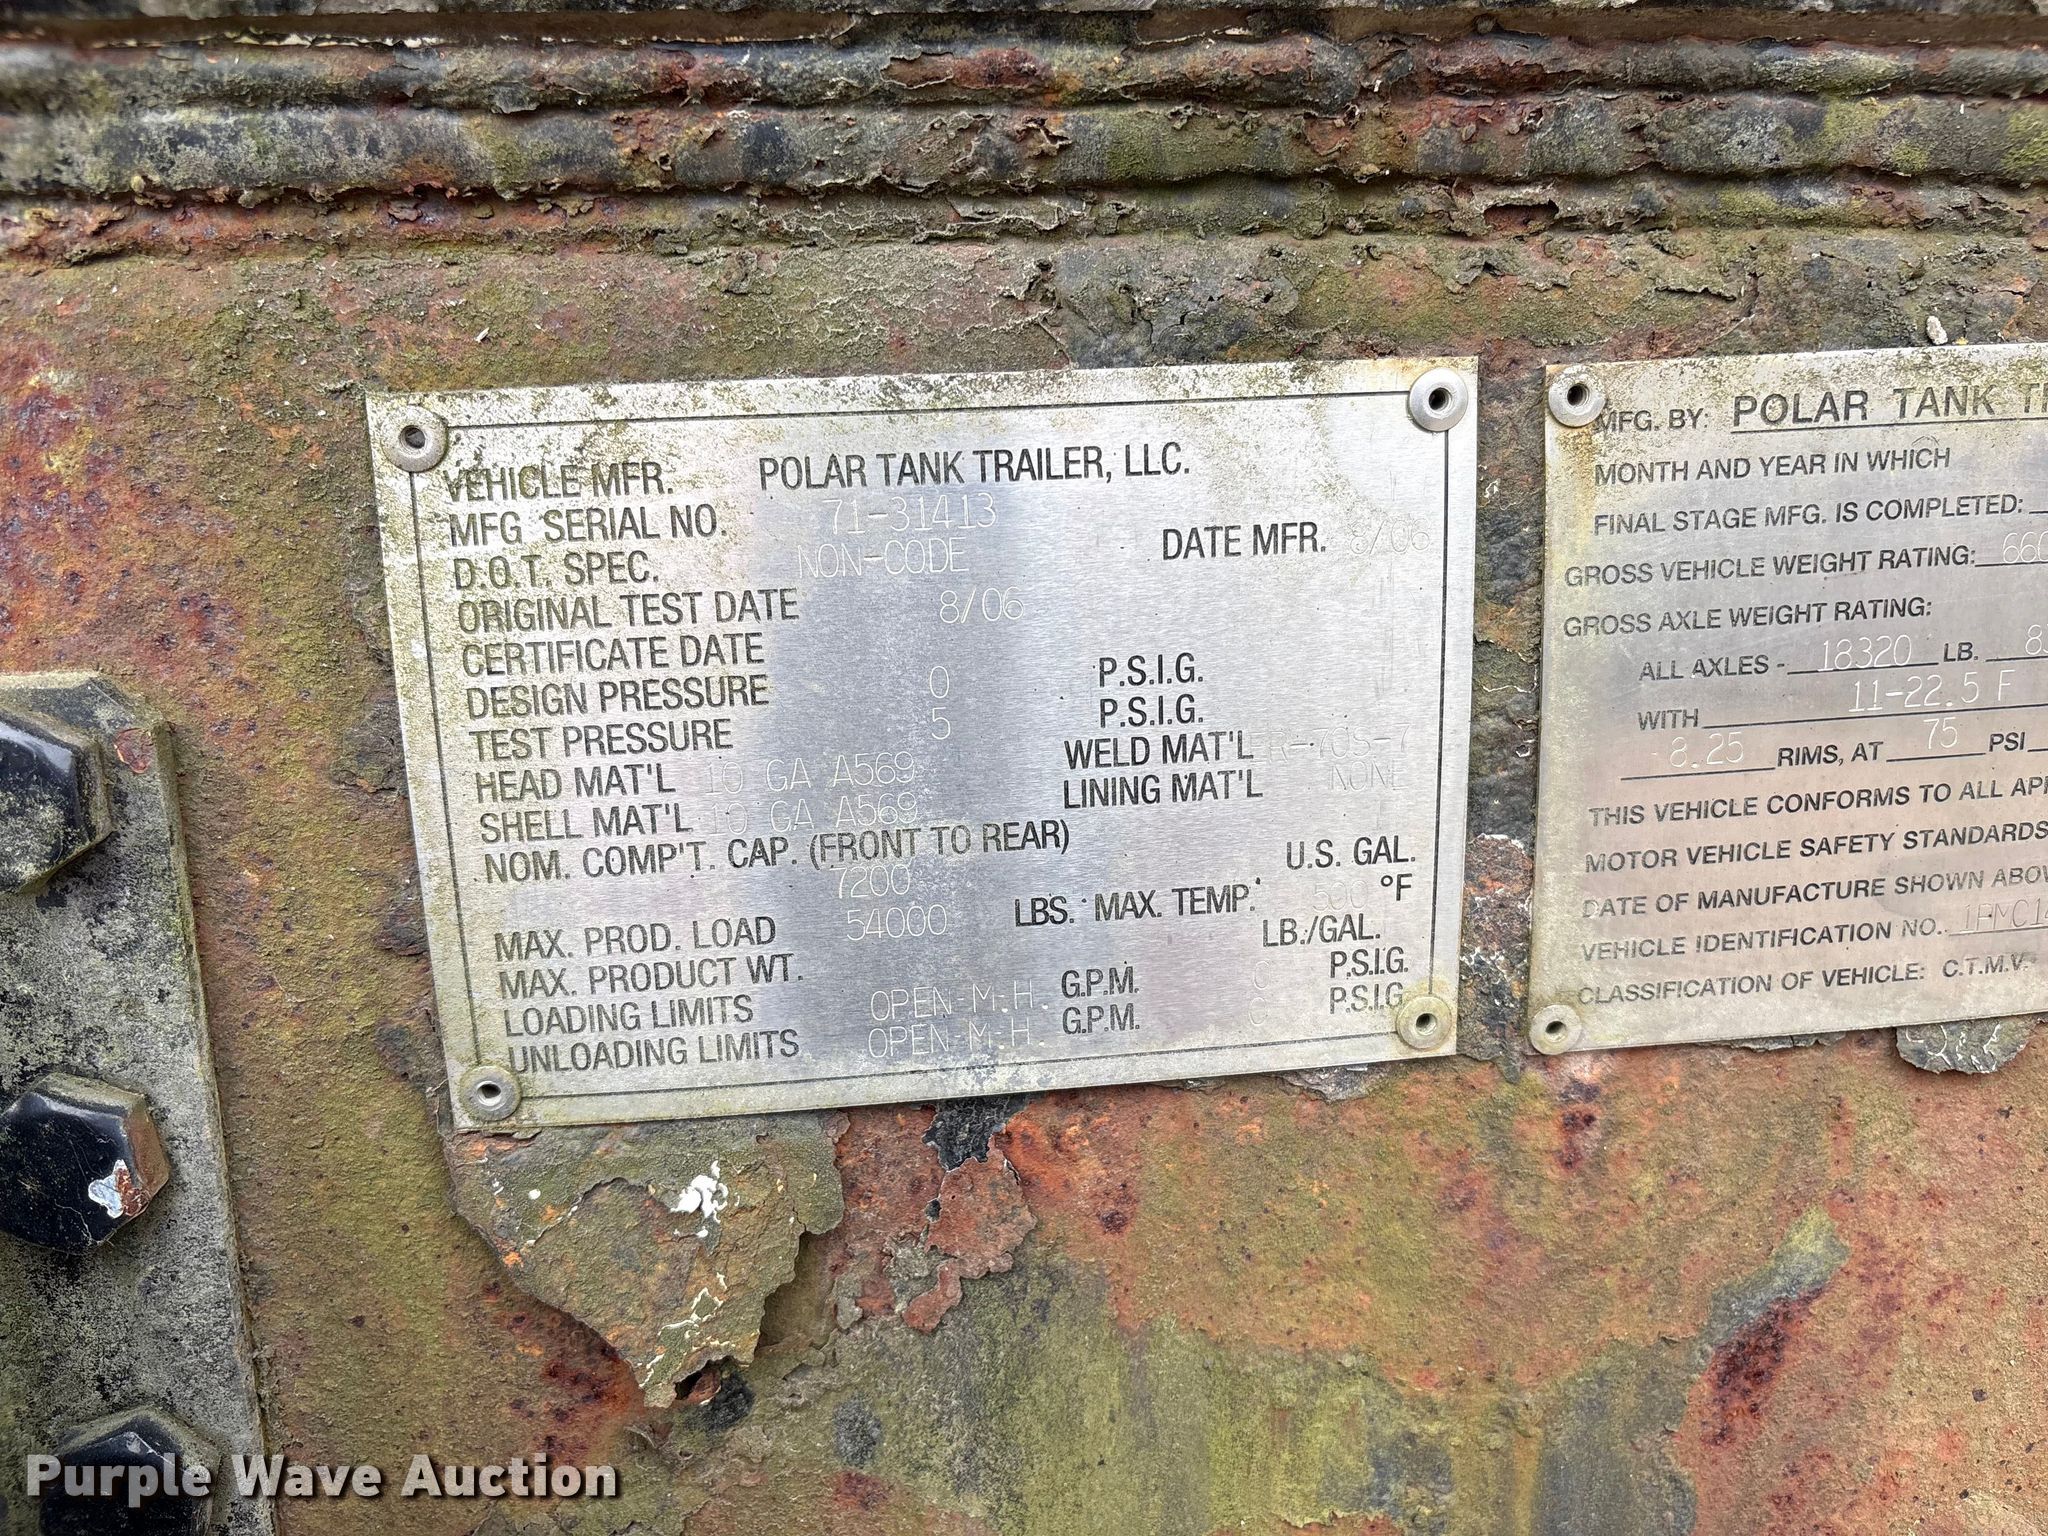 VEHICLE MFR. POLAR TANK TRAILER, LLC.
MFG SERIAL NO. 71-31413
D.O.T. SPEC. NON-CODE DATE MFR. 8/06
ORIGINAL TEST DATE 8/06
CERTIFICATE DATE
DESIGN PRESSURE 0 P.S.I.G.
TEST PRESSURE 5 P.S.I.G.
HEAD MAT'L 10 GA A569 WELD MAT'L
SHELL MAT'L 10 GA A569 LINING MAT'L NONE
NOM. COMP'T. CAP. (FRONT TO REAR)
7200 U.S. GAL.
MAX. PROD. LOAD 54000 LBS. MAX. TEMP. 500 °F
MAX. PRODUCT WT. LB./GAL.
LOADING LIMITS OPEN-M.H. G.P.M. P.S.I.G.
UNLOADING LIMITS OPEN-M.H. G.P.M. P.S.I.G.
MFG. BY: POLAR TANK
MONTH AND YEAR IN WHICH
FINAL STAGE MFG. IS COMPLETED:
GROSS VEHICLE WEIGHT RATING: 660
GROSS AXLE WEIGHT RATING:
ALL AXLES - 18320 LB.
WITH 11-22.5 F
8.25 RIMS, AT 75 PSI
THIS VEHICLE CONFORMS TO ALL
MOTOR VEHICLE SAFETY STANDARDS
DATE OF MANUFACTURE SHOWN
VEHICLE IDENTIFICATION NO.
CLASSIFICATION OF VEHICLE: C.T.M.V.
Purple Wave Auction